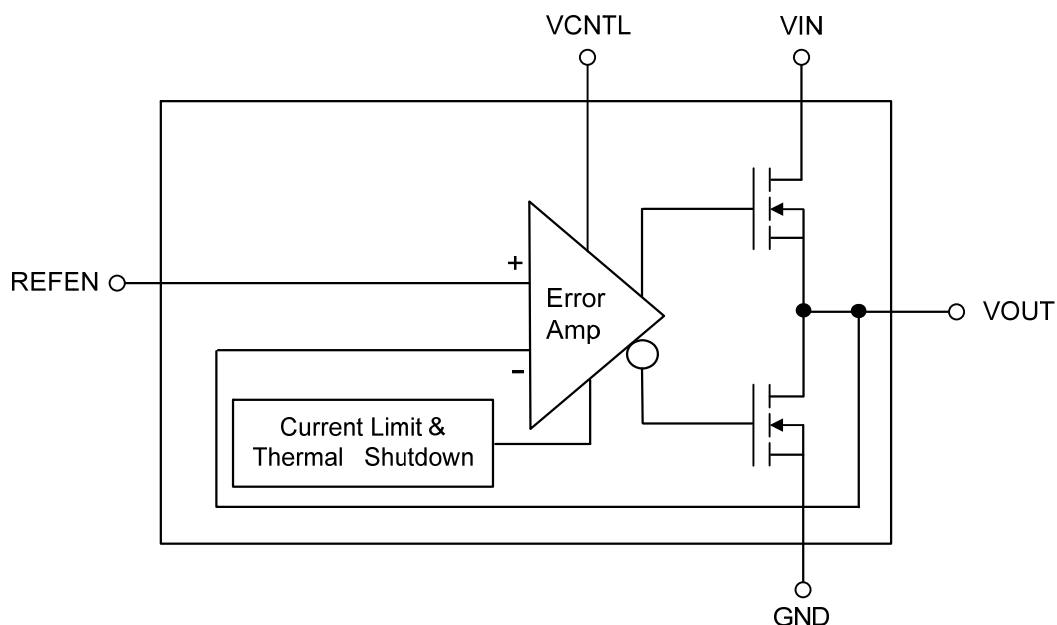 VCNTL
VIN
REFEN
+
Error
Amp
-
VOUT
Current Limit &
Thermal Shutdown
GND